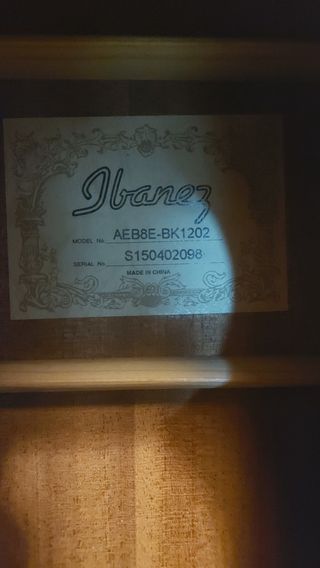 Ibanez
MODEL No. AEB8E-BK1202
SERIAL No. S150402098
MADE IN CHINA